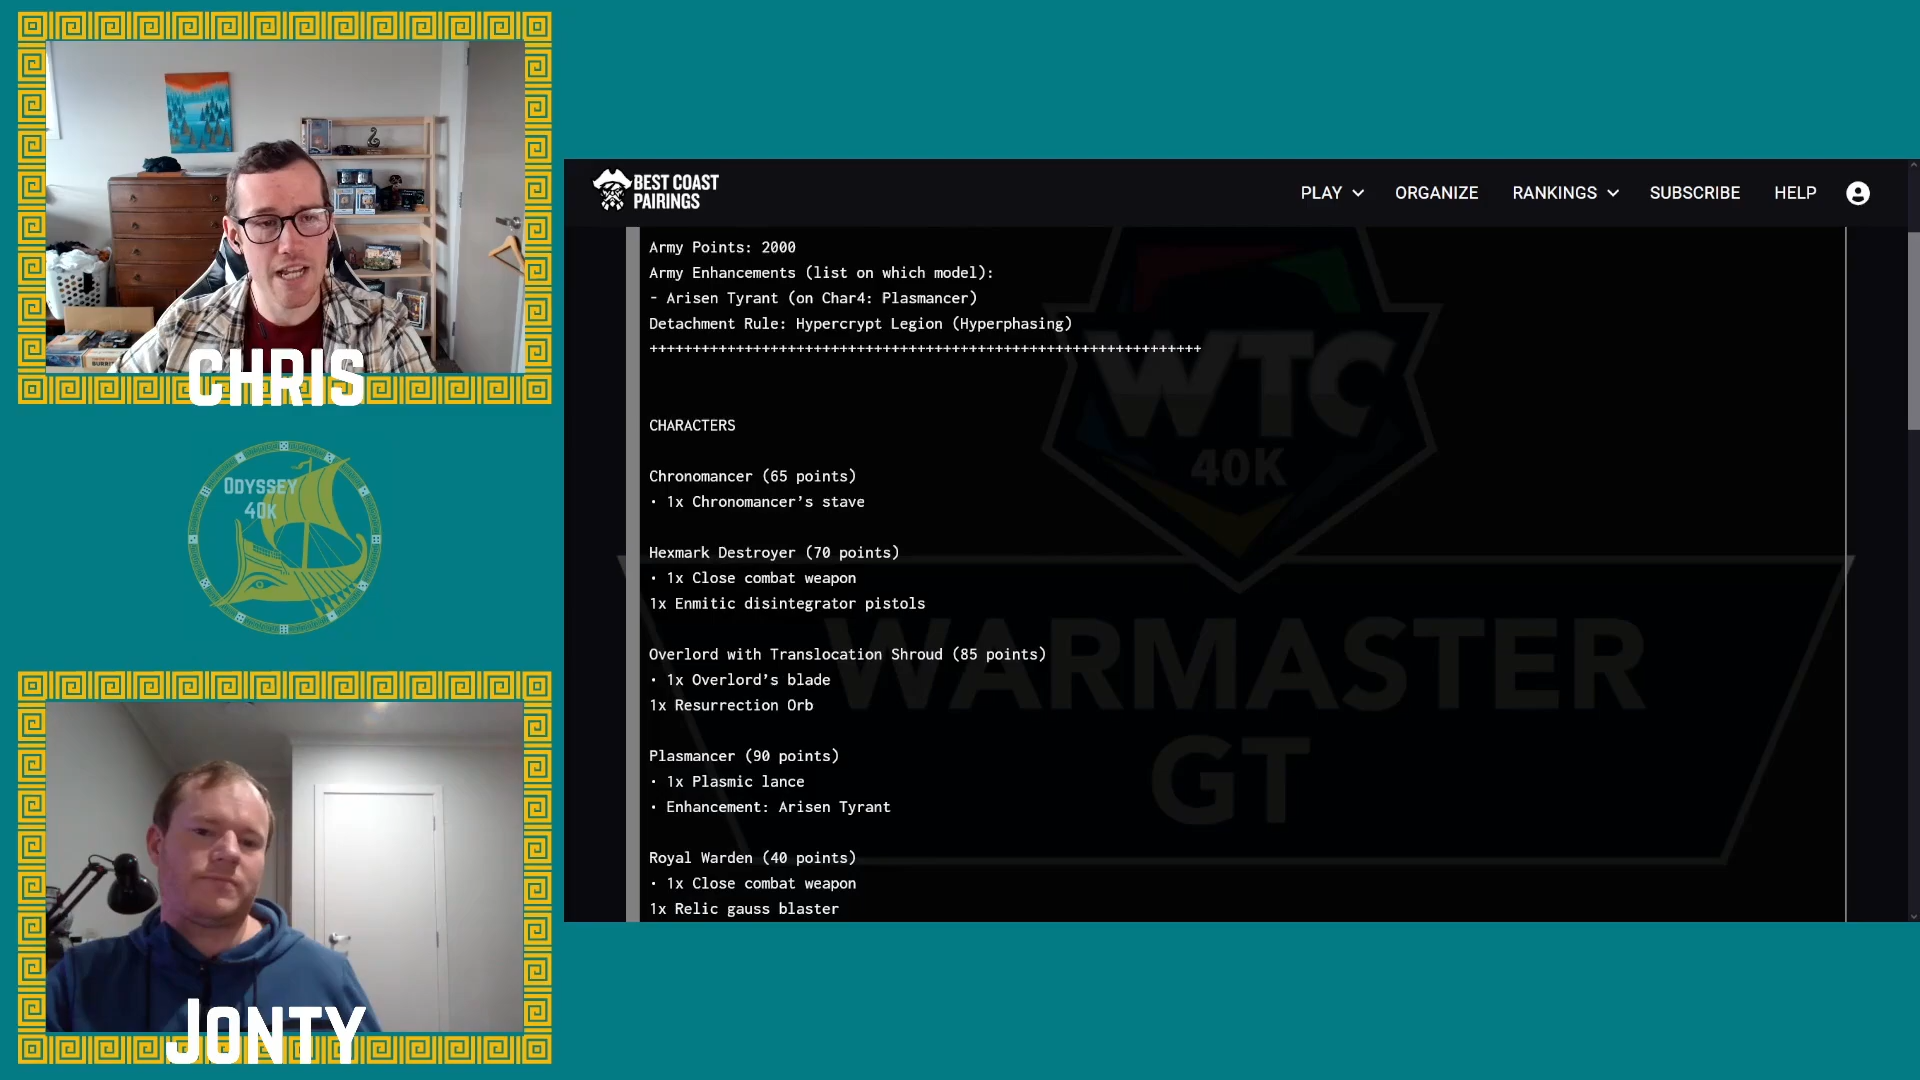 CHRIS
ODYSSEY
40K
JONTY
BEST COAST
PAIRINGS
PLAY
ORGANIZE
RANKINGS
SUBSCRIBE
HELP
Army Points: 2000
Army Enhancements (list on which model):
- Arisen Tyrant (on Char4: Plasmancer)
Detachment Rule: Hypercrypt Legion (Hyperphasing)
++++++++++++++++++++++++++++++++++++++++++++++++++++++++++++++++
CHARACTERS
Chronomancer (65 points)
• 1x Chronomancer’s stave
Hexmark Destroyer (70 points)
• 1x Close combat weapon
1x Enmitic disintegrator pistols
Overlord with Translocation Shroud (85 points)
• 1x Overlord’s blade
1x Resurrection Orb
Plasmancer (90 points)
• 1x Plasmic lance
• Enhancement: Arisen Tyrant
Royal Warden (40 points)
• 1x Close combat weapon
1x Relic gauss blaster
WTC
40K
WARMASTER
GT